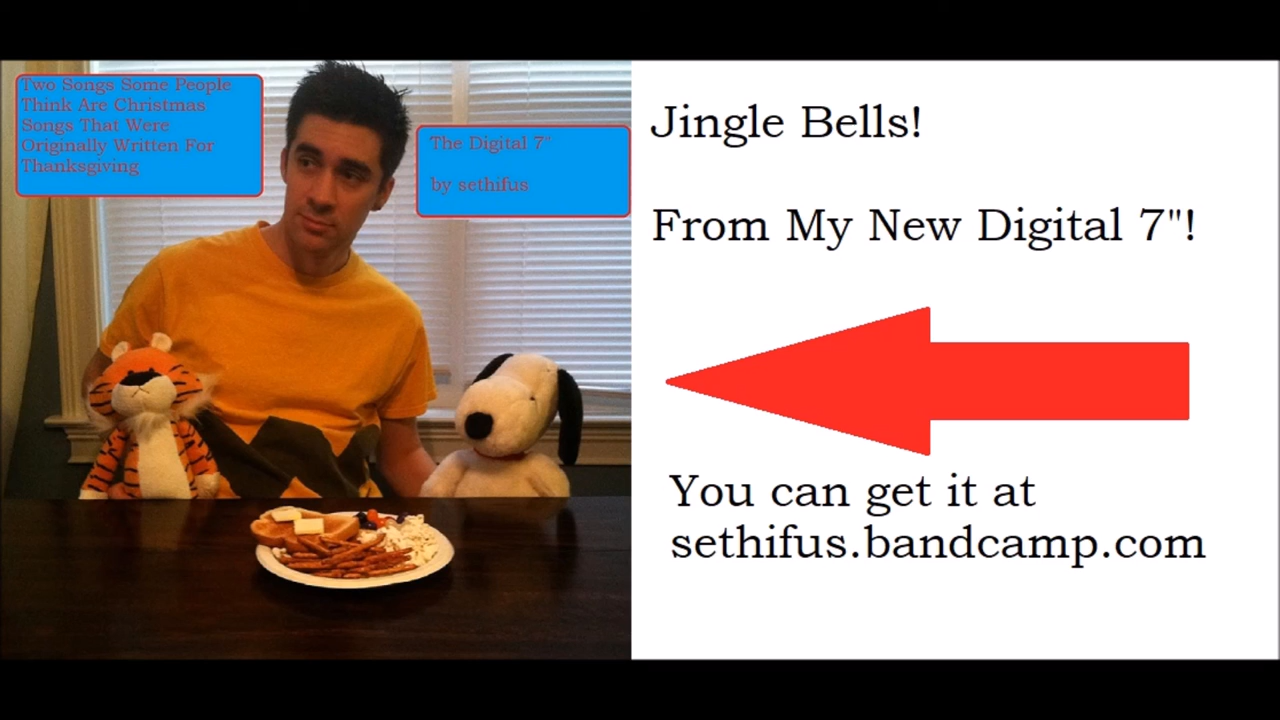 Two Songs Some People
Think Are Christmas
Songs That Were
Originally Written For
Thanksgiving
The Digital 7"
by sethifus
Jingle Bells!
From My New Digital 7"!
You can get it at
sethifus.bandcamp.com